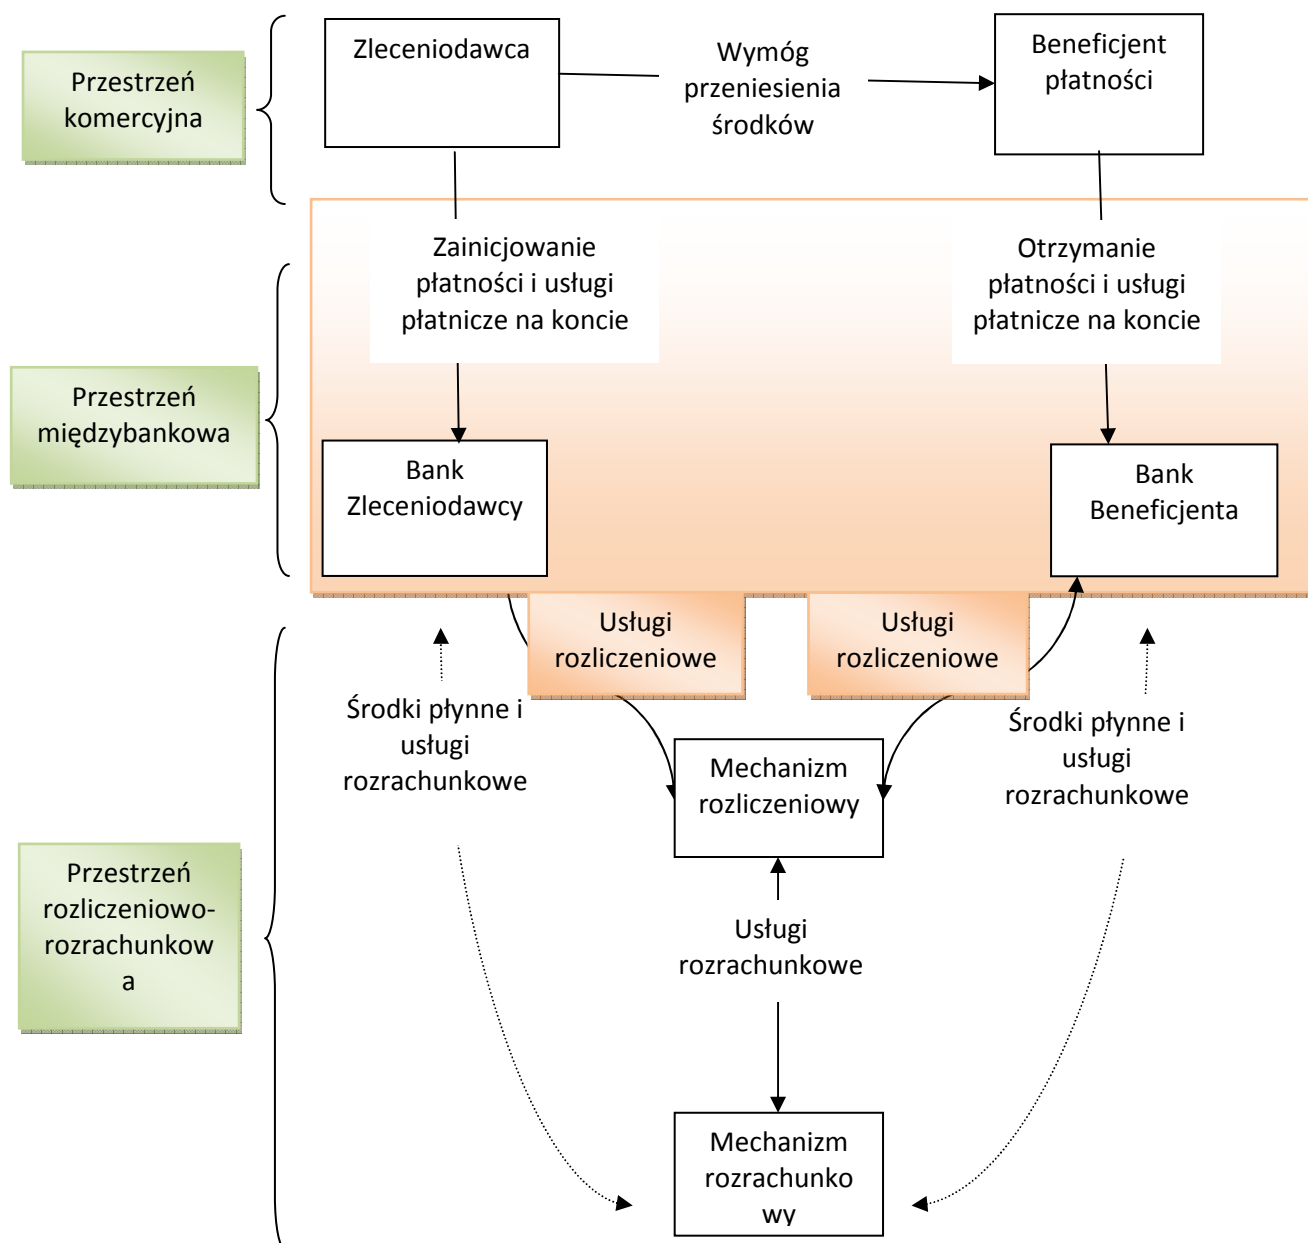 Przestrzeń
komercyjna
Zleceniodawca
Wymóg
przeniesienia
środków
Beneficjent
płatności
Zainicjowanie
płatności i usługi
płatnicze na koncie
Otrzymanie
płatności i usługi
płatnicze na koncie
Przestrzeń
międzybankowa
Bank
Zleceniodawcy
Bank
Beneficjenta
Usługi
rozliczeniowe
Usługi
rozliczeniowe
Środki płynne i
usługi
rozrachunkowe
Mechanizm
rozliczeniowy
Środki płynne i
usługi
rozrachunkowe
Przestrzeń
rozliczeniowo-
rozrachunkow
a
Usługi
rozrachunkowe
Mechanizm
rozrachunko
wy